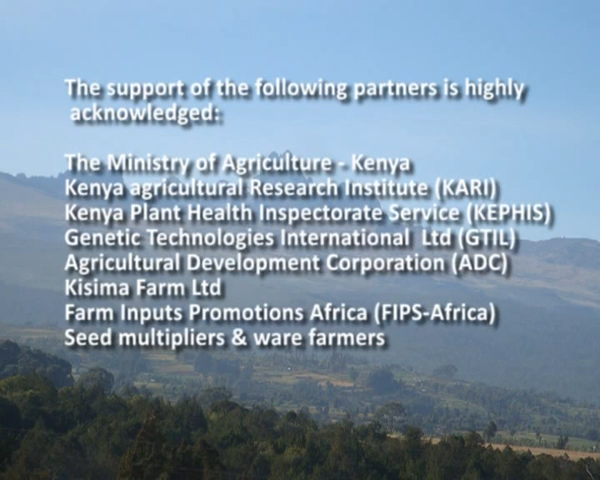 The support of the following partners is highly
acknowledged:
The Ministry of Agriculture - Kenya
Kenya agricultural Research Institute (KARI)
Kenya Plant Health Inspectorate Service (KEPHIS)
Genetic Technologies International Ltd (GTIL)
Agricultural Development Corporation (ADC)
Kisima Farm Ltd
Farm Inputs Promotions Africa (FIPS-Africa)
Seed multipliers & ware farmers